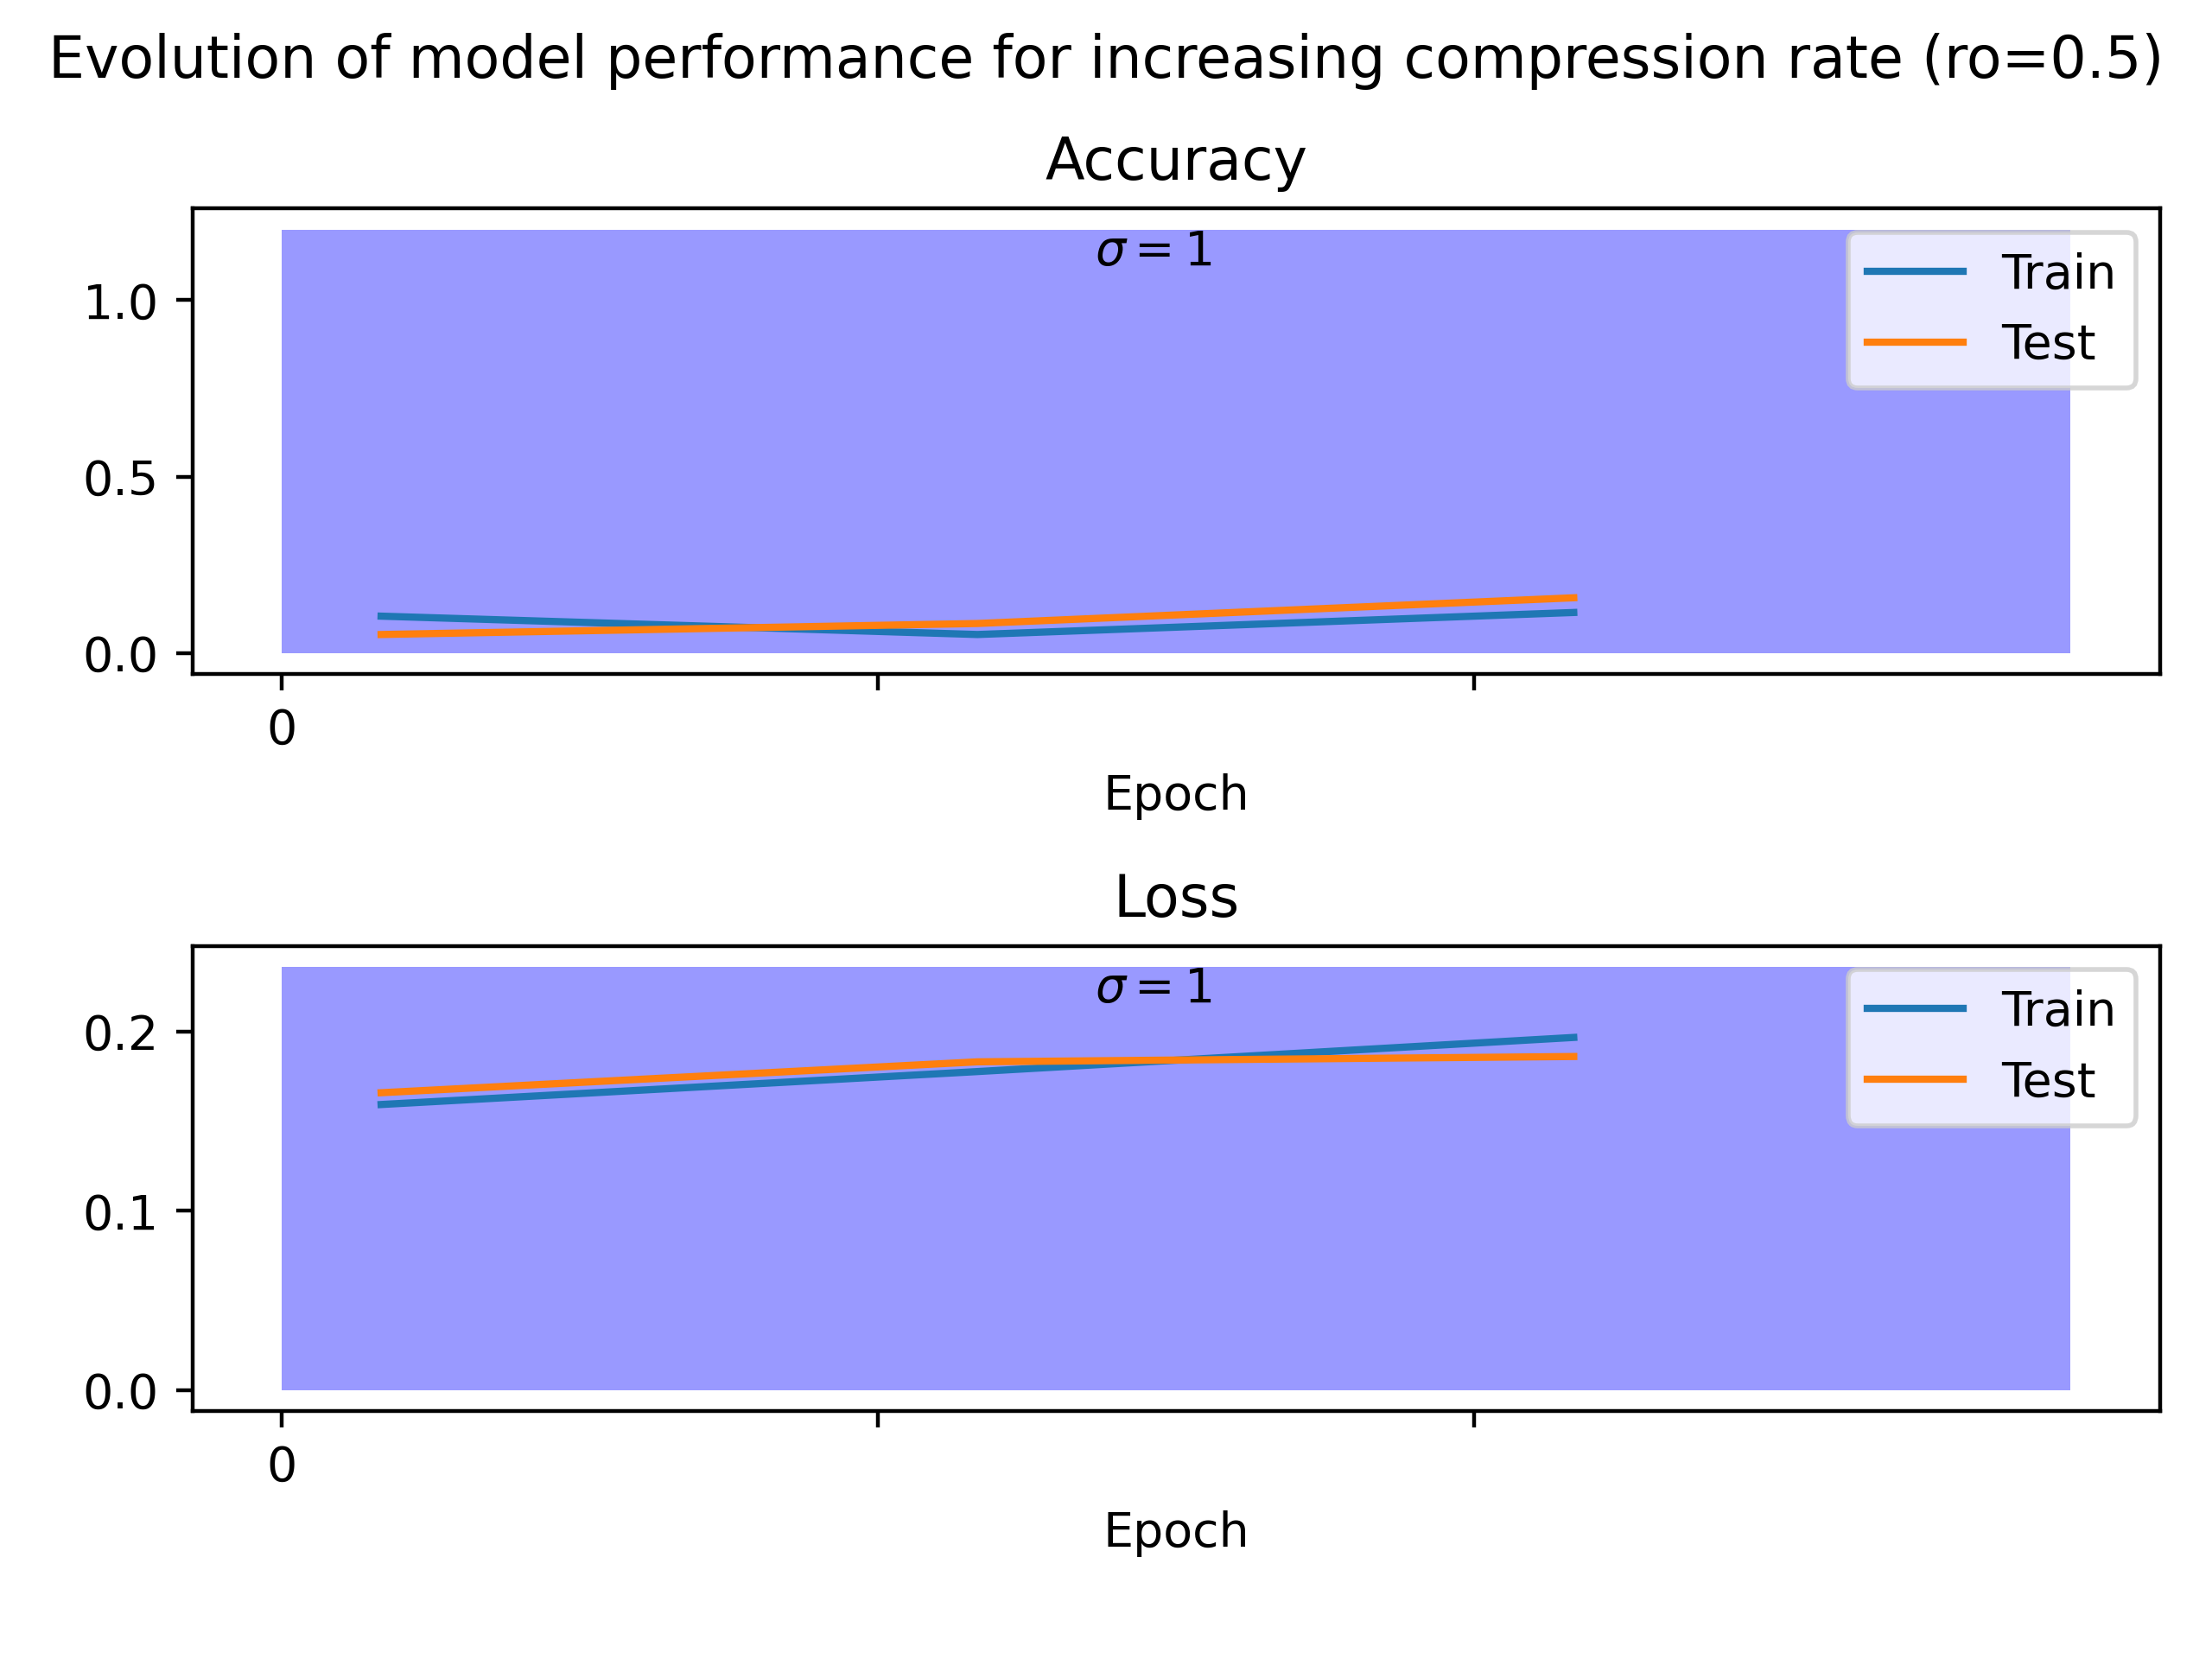 Evolution of model performance for increasing compression rate (ro=0.5)
Accuracy
σ = 1
Train
Test
1.0
0.5
0.0
0
Epoch
Loss
σ = 1
Train
Test
0.2
0.1
0.0
0
Epoch